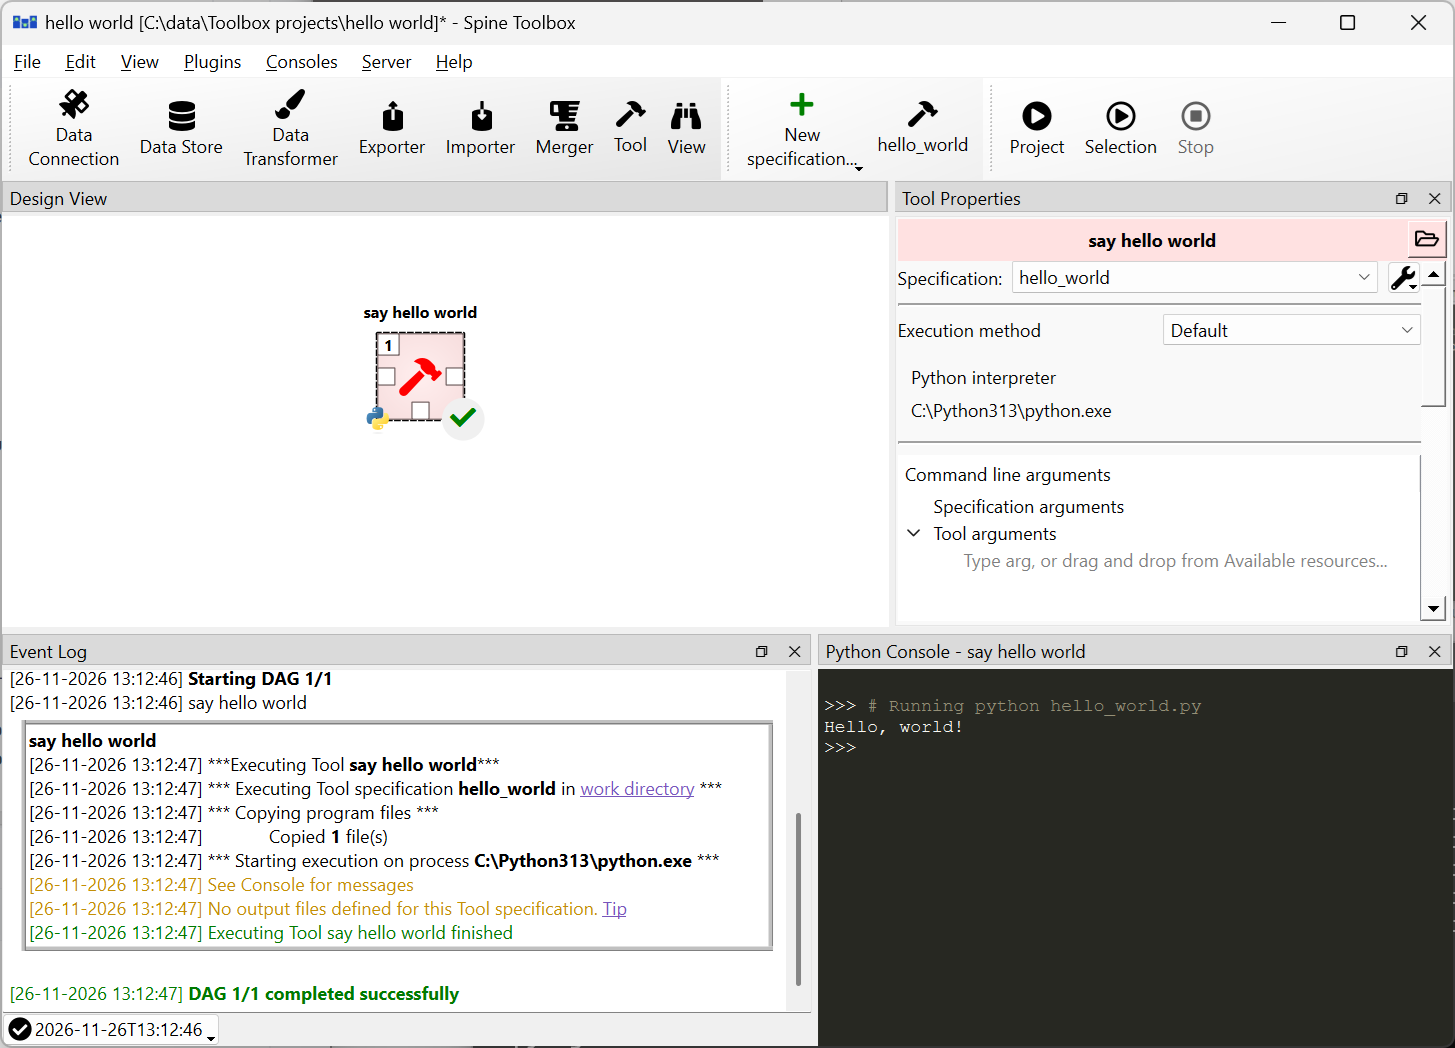 hello world [C:\data\Toolbox projects\hello world]* - Spine Toolbox
File Edit View Plugins Consoles Server Help
Data Connection
Data Store
Data Transformer
Exporter
Importer
Merger
Tool
View
New specification...
hello_world
Project
Selection
Stop
Design View
say hello world
1
Tool Properties
say hello world
Specification: hello_world
Execution method Default
Python interpreter
C:\Python313\python.exe
Command line arguments
Specification arguments
Tool arguments
Type arg, or drag and drop from Available resources...
Event Log
[26-11-2026 13:12:46] Starting DAG 1/1
[26-11-2026 13:12:46] say hello world
say hello world
[26-11-2026 13:12:47] ***Executing Tool say hello world***
[26-11-2026 13:12:47] *** Executing Tool specification hello_world in work directory ***
[26-11-2026 13:12:47] *** Copying program files ***
[26-11-2026 13:12:47] Copied 1 file(s)
[26-11-2026 13:12:47] *** Starting execution on process C:\Python313\python.exe ***
[26-11-2026 13:12:47] See Console for messages
[26-11-2026 13:12:47] No output files defined for this Tool specification. Tip
[26-11-2026 13:12:47] Executing Tool say hello world finished
[26-11-2026 13:12:47] DAG 1/1 completed successfully
2026-11-26T13:12:46
Python Console - say hello world
>>> # Running python hello_world.py
Hello, world!
>>>